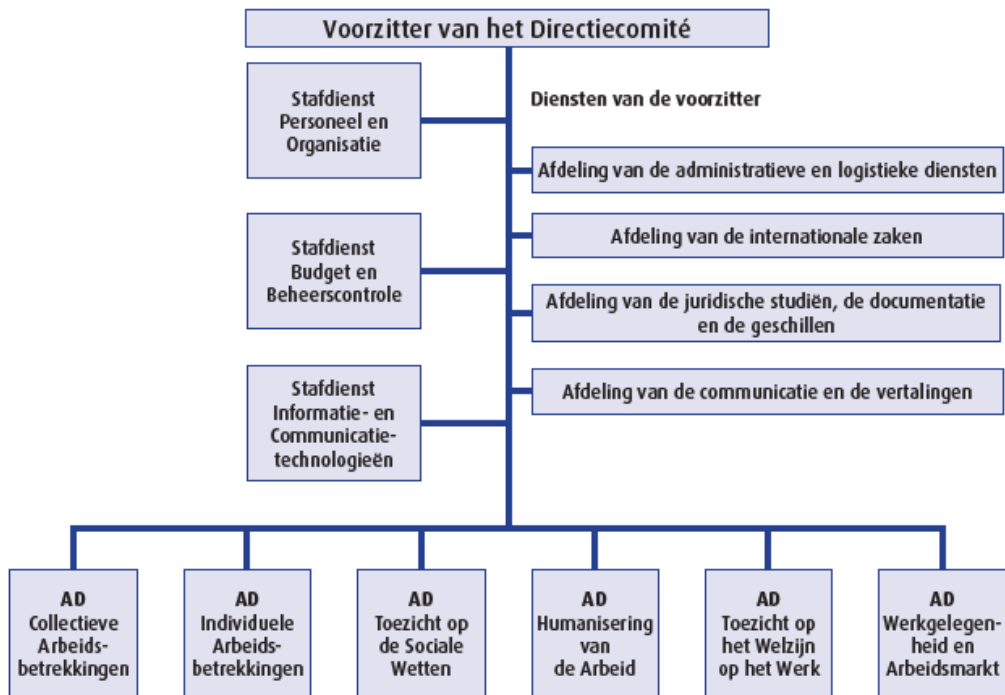 Voorzitter van het Directiecomité
Stafdienst
Personeel en
Organisatie
Diensten van de voorzitter
Afdeling van de administratieve en logistieke diensten
Stafdienst
Budget en
Beheerscontrole
Afdeling van de internationale zaken
Afdeling van de juridische studiën, de documentatie
en de geschillen
Stafdienst
Informatie- en
Communicatie-
technologieën
Afdeling van de communicatie en de vertalingen
AD
Collectieve
Arbeids-
betrekkingen
AD
Individuele
Arbeids-
betrekkingen
AD
Toezicht op
de Sociale
Wetten
AD
Humanisering
van
de Arbeid
AD
Toezicht op
het Welzijn
op het Werk
AD
Werkgelegen-
heid en
Arbeidsmarkt